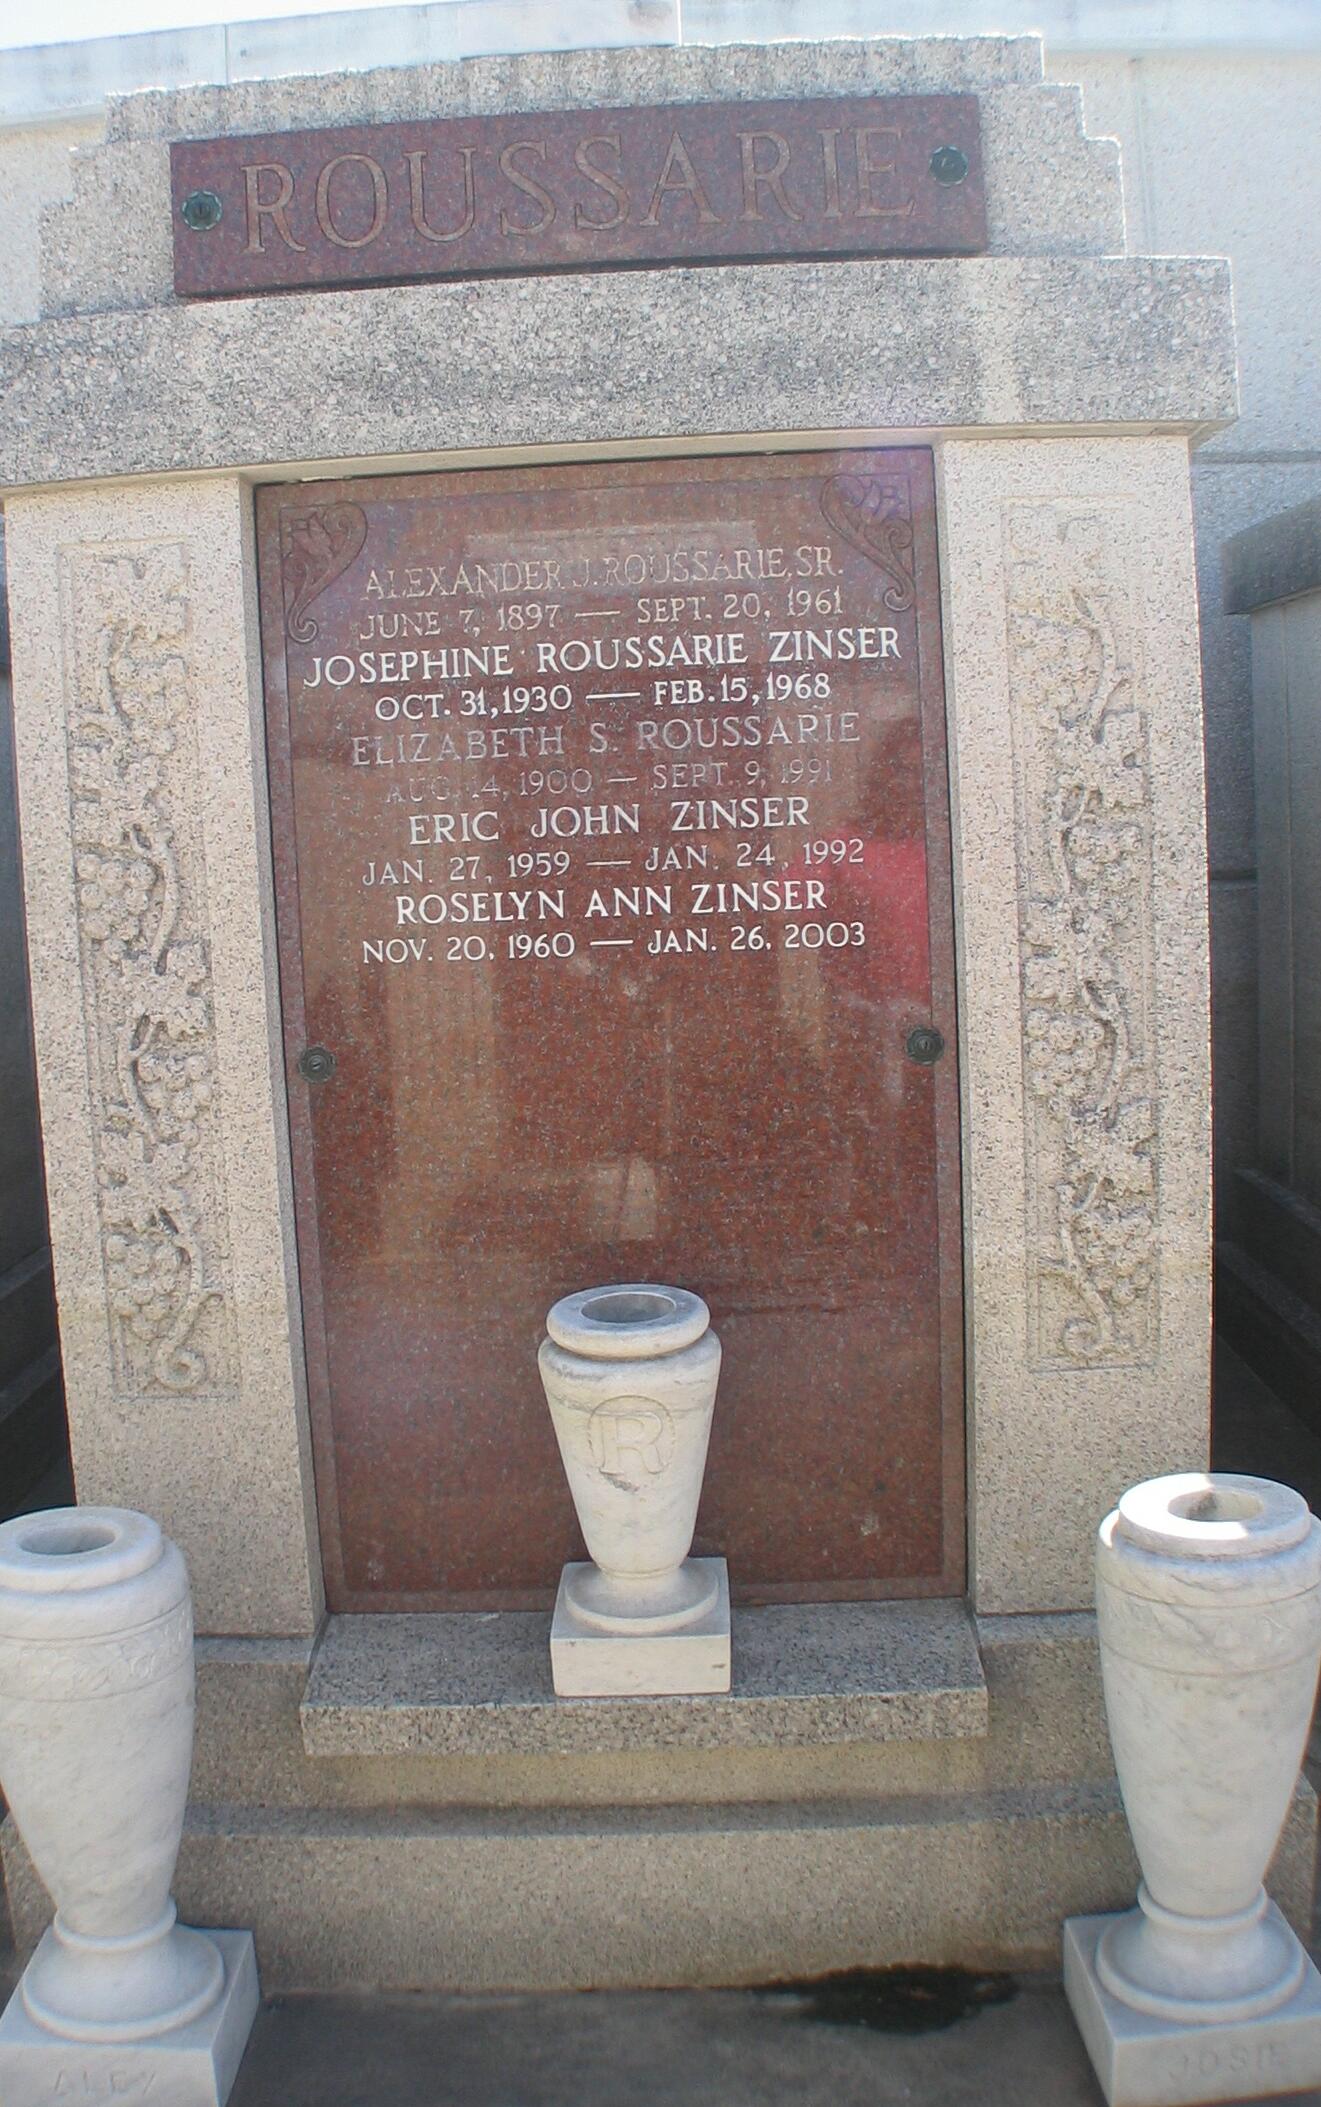 ROUSSARIE
ALEXANDER J. ROUSSARIE, SR.
JUNE 7, 1897 — SEPT. 20, 1961
JOSEPHINE ROUSSARIE ZINSER
OCT. 31, 1930 — FEB. 15, 1968
ELIZABETH S. ROUSSARIE
AUG. 14, 1900 — SEPT. 9, 1991
ERIC JOHN ZINSER
JAN. 27, 1959 — JAN. 24, 1992
ROSELYN ANN ZINSER
NOV. 20, 1960 — JAN. 26, 2003
R
ALEX
JOSIE